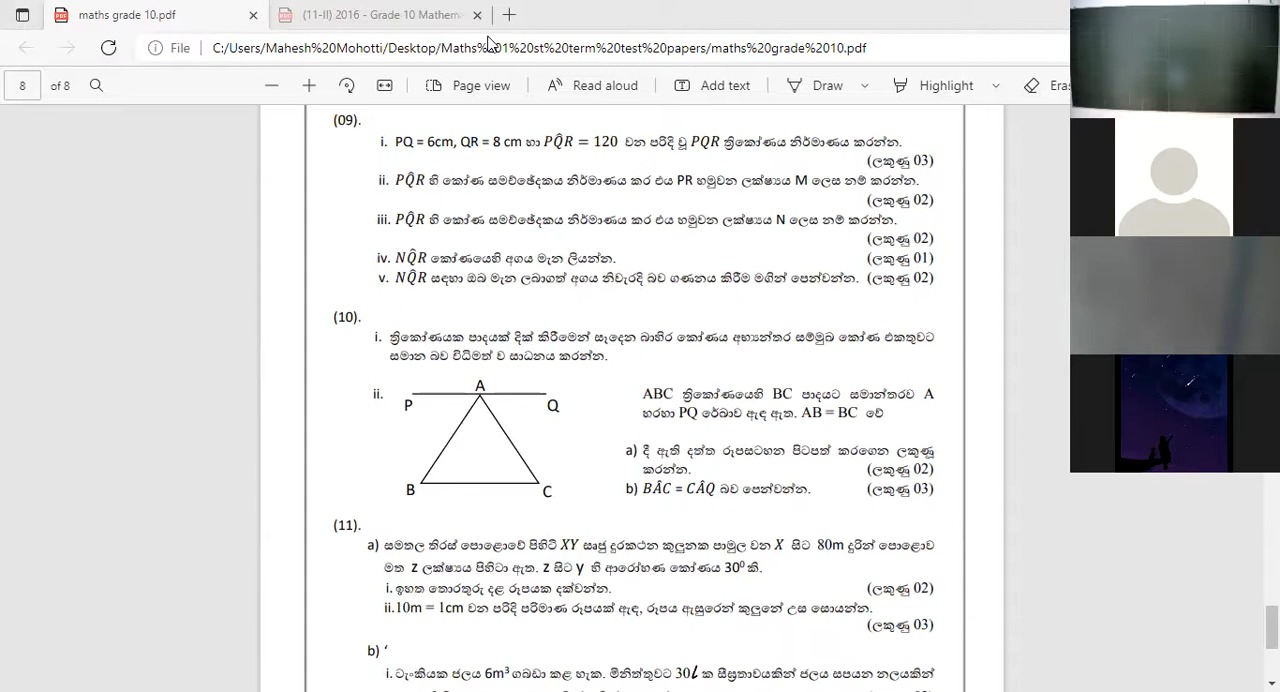 maths grade 10.pdf
(11-II) 2016 - Grade 10 Mathema
File C:/Users/Mahesh%20Mohotti/Desktop/Maths%01%20st%20term%20test%20papers/maths%20grade%2010.pdf
8 of 8 Page view Read aloud Add text Draw Highlight Eras
(09).
i. PQ = 6cm, QR = 8 cm හා PQ̂R = 120 වන පරිදි වූ PQR ත්‍රිකෝණය නිර්මාණය කරන්න.
(ලකුණු 03)
ii. PQ̂R හි කෝණ සමච්ඡේදකය නිර්මාණය කර එය PR හමුවන ලක්ෂ්‍යය M ලෙස නම් කරන්න.
(ලකුණු 02)
iii. PQ̂R හි කෝණ සමච්ඡේදකය නිර්මාණය කර එය හමුවන ලක්ෂ්‍යය N ලෙස නම් කරන්න.
(ලකුණු 02)
iv. NQ̂R කෝණයෙහි අගය මැන ලියන්න. (ලකුණු 01)
v. NQ̂R සඳහා ඔබ මැන ලබාගත් අගය නිවැරදි බව ගණනය කිරීම මගින් පෙන්වන්න. (ලකුණු 02)
(10).
i. ත්‍රිකෝණයක පාදයක් දික් කිරීමෙන් සෑදෙන බාහිර කෝණය අභ්‍යන්තර සම්මුඛ කෝණ එකතුවට
සමාන බව විධිමත් ව සාධනය කරන්න.
ii. A
P Q
B C
ABC ත්‍රිකෝණයෙහි BC පාදයට සමාන්තරව A
හරහා PQ රේඛාව ඇඳ ඇත. AB = BC වේ
a) දී ඇති දත්ත රූපසටහන පිටපත් කරගෙන ලකුණු
කරන්න. (ලකුණු 02)
b) BÂC = CÂQ බව පෙන්වන්න. (ලකුණු 03)
(11).
a) සමතල තිරස් පොළොවේ පිහිටි XY සෘජු දුරකථන කුලුනක පාමුල වන X සිට 80m දුරින් පොළොව
මත z ලක්ෂ්‍යය පිහිටා ඇත. z සිට y හි ආරෝහණ කෝණය 30⁰ කි.
i. ඉහත තොරතුරු දළ රූපයක දක්වන්න. (ලකුණු 02)
ii.10m = 1cm වන පරිදි පරිමාණ රූපයක් ඇඳ, රූපය ඇසුරෙන් කුලුනේ උස සොයන්න.
(ලකුණු 03)
b) ‘
i. ටැංකියක ජලය 6m³ ගබඩා කළ හැක. මිනිත්තුවට 30l ක සීඝ්‍රතාවයකින් ජලය සපයන නලයකින්